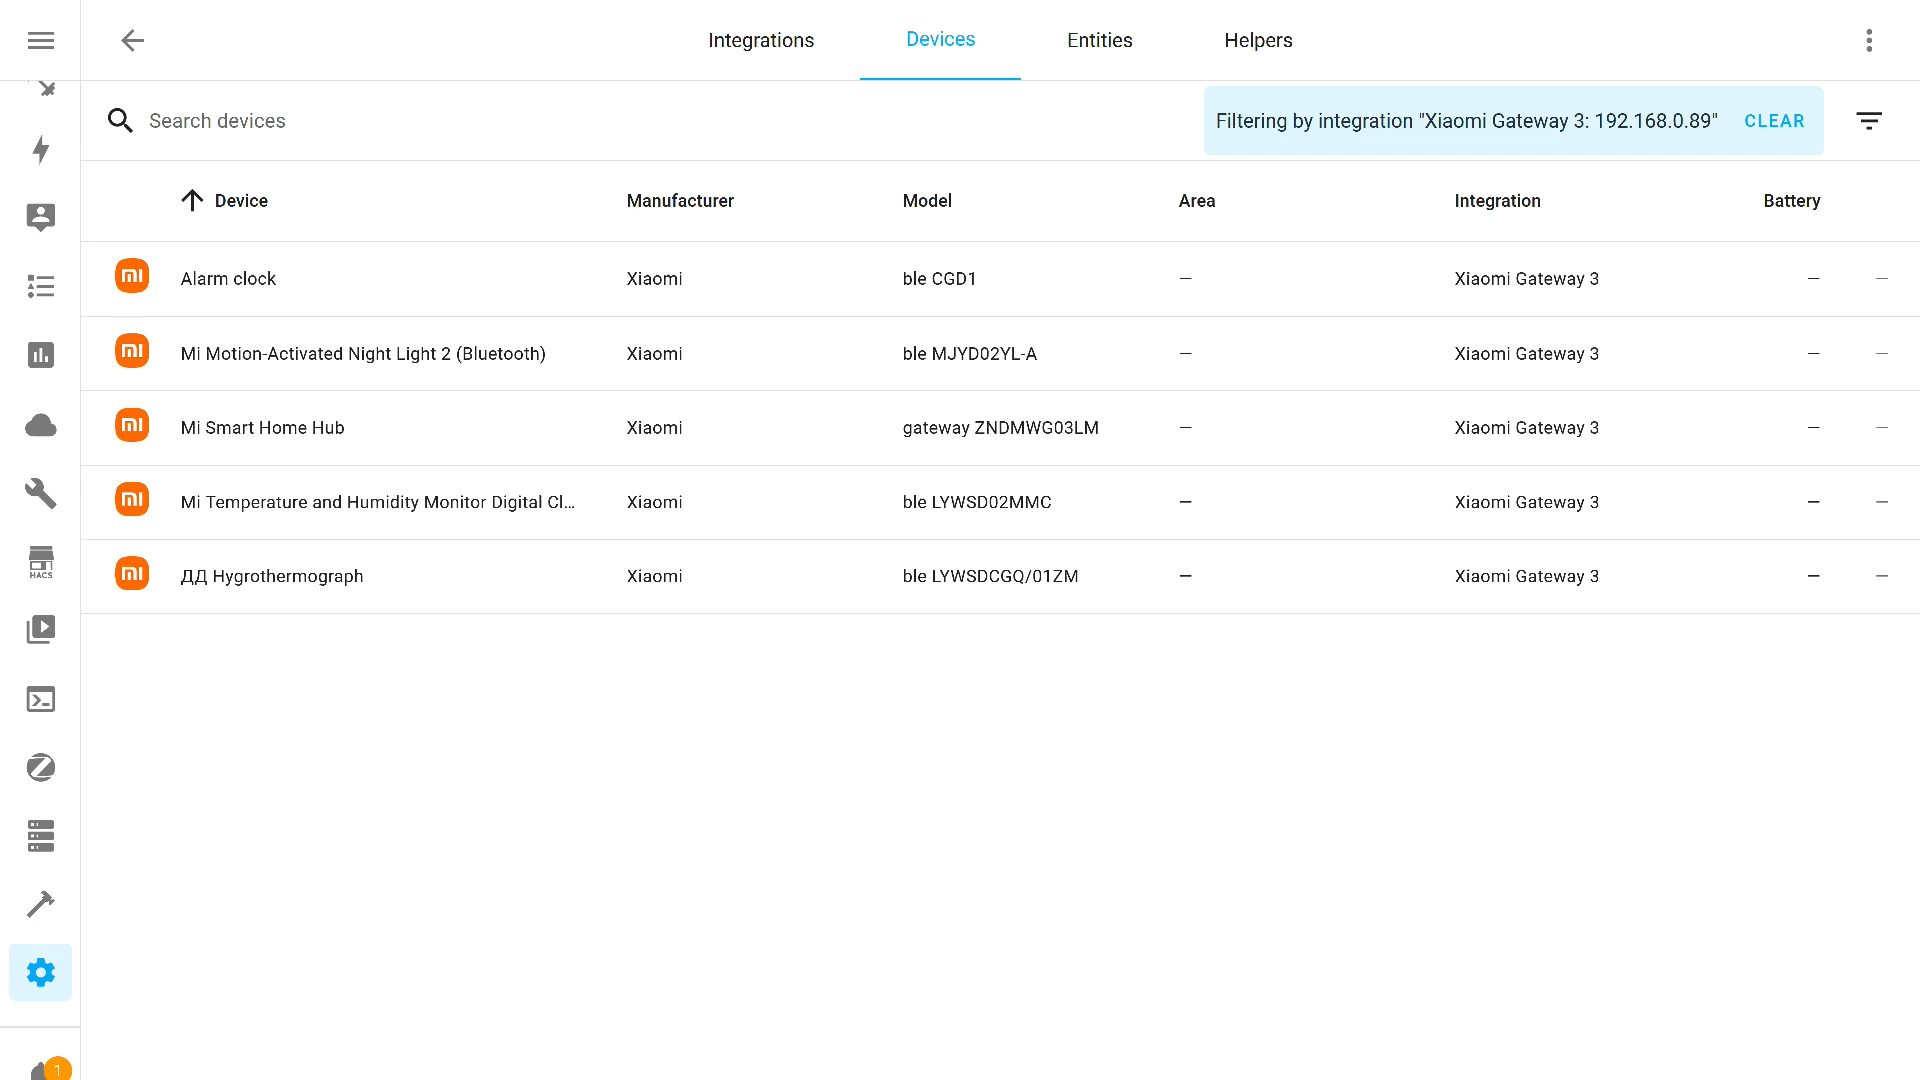 Integrations Devices Entities Helpers
Search devices Filtering by integration "Xiaomi Gateway 3: 192.168.0.89" CLEAR
Device Manufacturer Model Area Integration Battery
Alarm clock Xiaomi ble CGD1 — Xiaomi Gateway 3 — —
Mi Motion-Activated Night Light 2 (Bluetooth) Xiaomi ble MJYD02YL-A — Xiaomi Gateway 3 — —
Mi Smart Home Hub Xiaomi gateway ZNDMWG03LM — Xiaomi Gateway 3 — —
Mi Temperature and Humidity Monitor Digital Cl... Xiaomi ble LYWSD02MMC — Xiaomi Gateway 3 — —
ДД Hygrothermograph Xiaomi ble LYWSDCGQ/01ZM — Xiaomi Gateway 3 — —
HACS
1